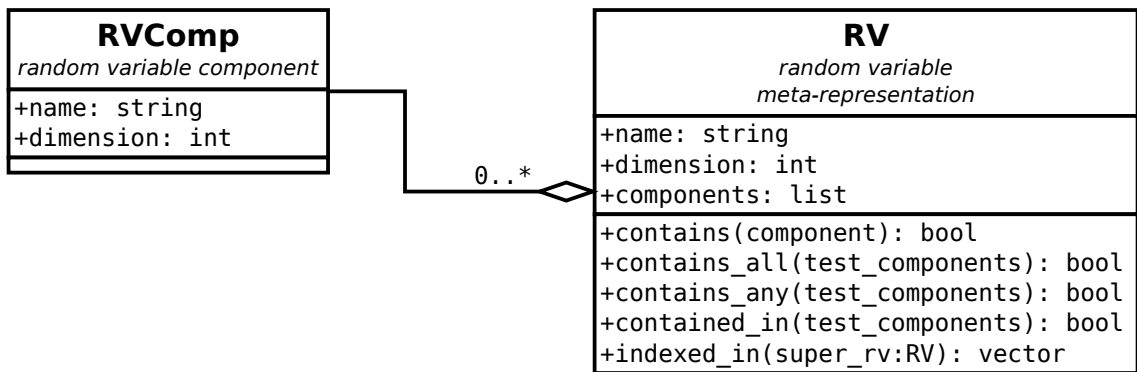 RVComp
random variable component
+name: string
+dimension: int
0..*
RV
random variable
meta-representation
+name: string
+dimension: int
+components: list
+contains(component): bool
+contains_all(test_components): bool
+contains_any(test_components): bool
+contained_in(test_components): bool
+indexed_in(super_rv:RV): vector